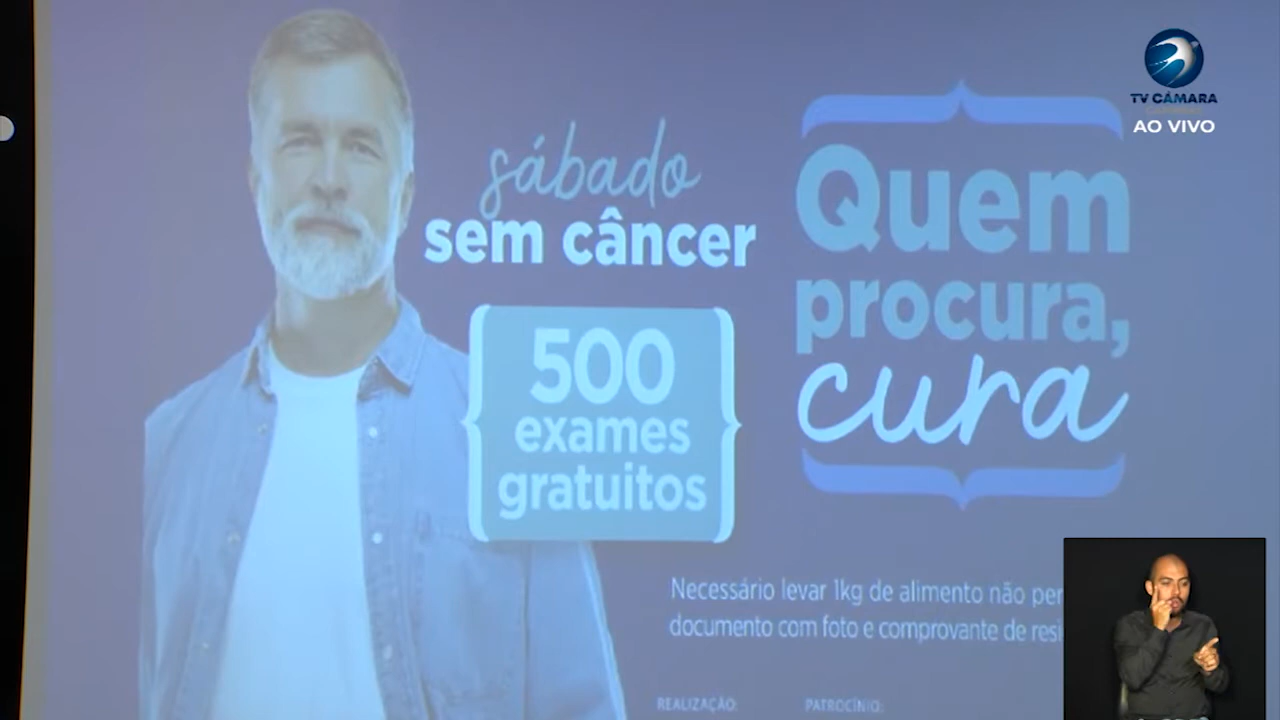 TV CÂMARA
AO VIVO
sábado
sem câncer
500
exames
gratuitos
Quem
procura,
cura
Necessário levar 1kg de alimento não
documento com foto e comprovante de
REALIZAÇÃO:
PATROCÍNIO: